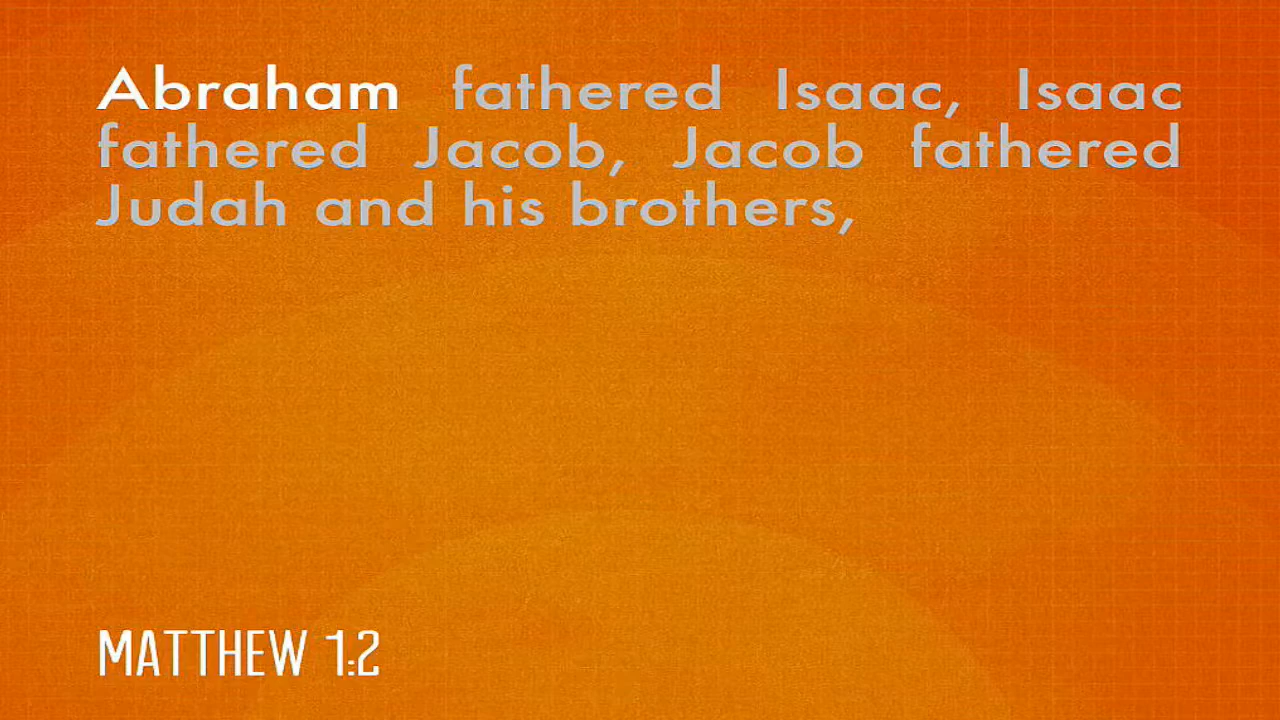 Abraham fathered Isaac, Isaac
fathered Jacob, Jacob fathered
Judah and his brothers,
MATTHEW 1:2